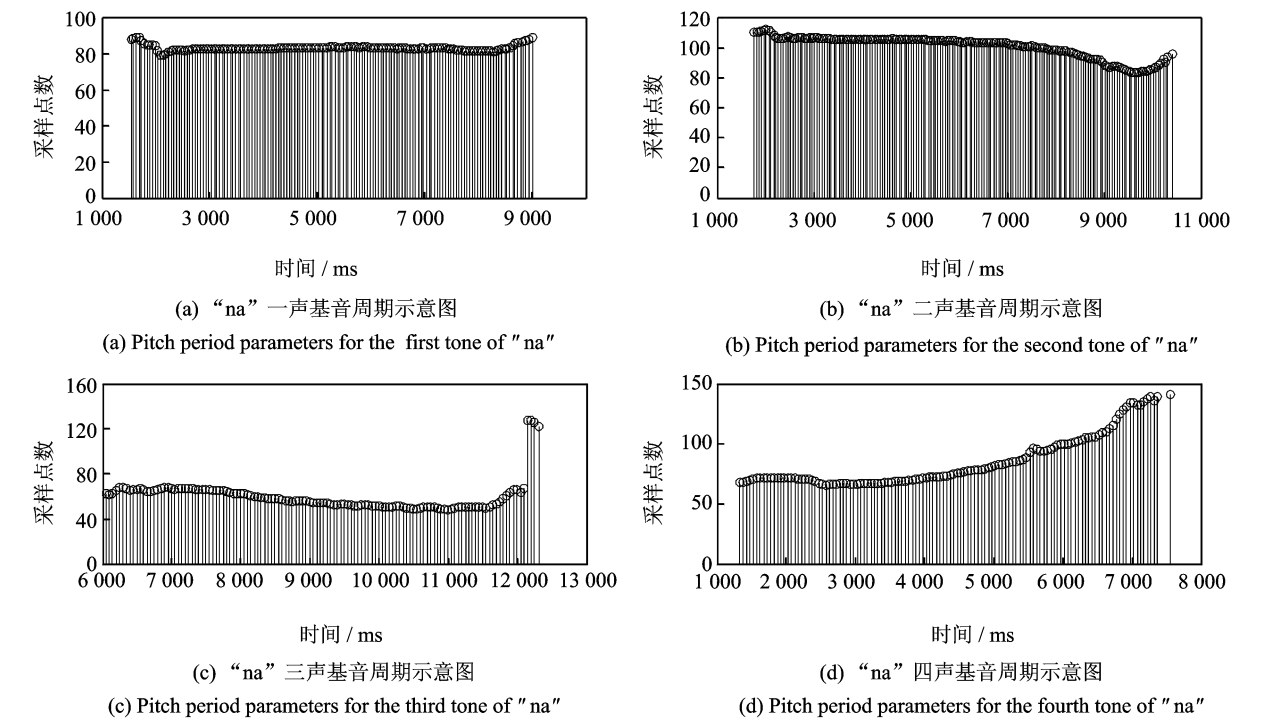 100
80
60
40
20
0
采样点数
1 000 3 000 5 000 7 000 9 000
时间 / ms
(a) “na”一声基音周期示意图
(a) Pitch period parameters for the first tone of "na"
120
100
80
60
40
20
0
采样点数
1 000 3 000 5 000 7 000 9 000 11 000
时间 / ms
(b) “na”二声基音周期示意图
(b) Pitch period parameters for the second tone of "na"
160
120
80
40
0
采样点数
6 000 7 000 8 000 9 000 10 000 11 000 12 000 13 000
时间 / ms
(c) “na”三声基音周期示意图
(c) Pitch period parameters for the third tone of "na"
150
100
50
0
采样点数
1 000 2 000 3 000 4 000 5 000 6 000 7 000 8 000
时间 / ms
(d) “na”四声基音周期示意图
(d) Pitch period parameters for the fourth tone of "na"